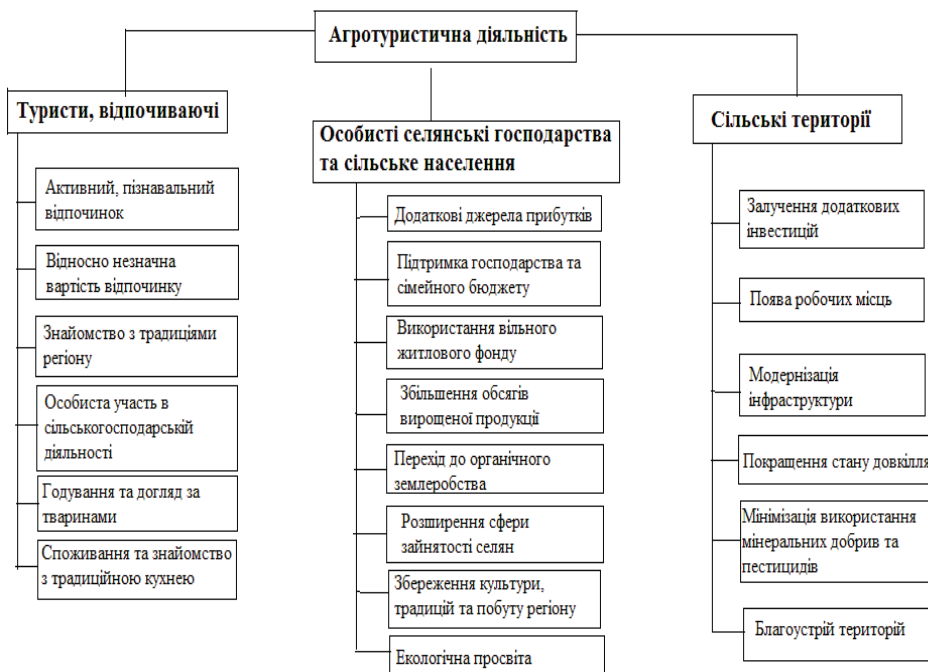 Агротуристична діяльність
Туристи, відпочиваючі
Активний, пізнавальний
відпочинок
Відносно незначна
вартість відпочинку
Знайомство з традиціями
регіону
Особиста участь в
сільськогосподарській
діяльності
Годування та догляд за
тваринами
Споживання та знайомство
з традиційною кухнею
Особисті селянські господарства
та сільське населення
Додаткові джерела прибутків
Підтримка господарства та
сімейного бюджету
Використання вільного
житлового фонду
Збільшення обсягів
вирощеної продукції
Перехід до органічного
землеробства
Розширення сфери
зайнятості селян
Збереження культури,
традицій та побуту регіону
Екологічна просвіта
Сільські території
Залучення додаткових
інвестицій
Поява робочих місць
Модернізація
інфраструктури
Покращення стану довкілля
Мінімізація використання
мінеральних добрив та
пестицидів
Благоустрій територій